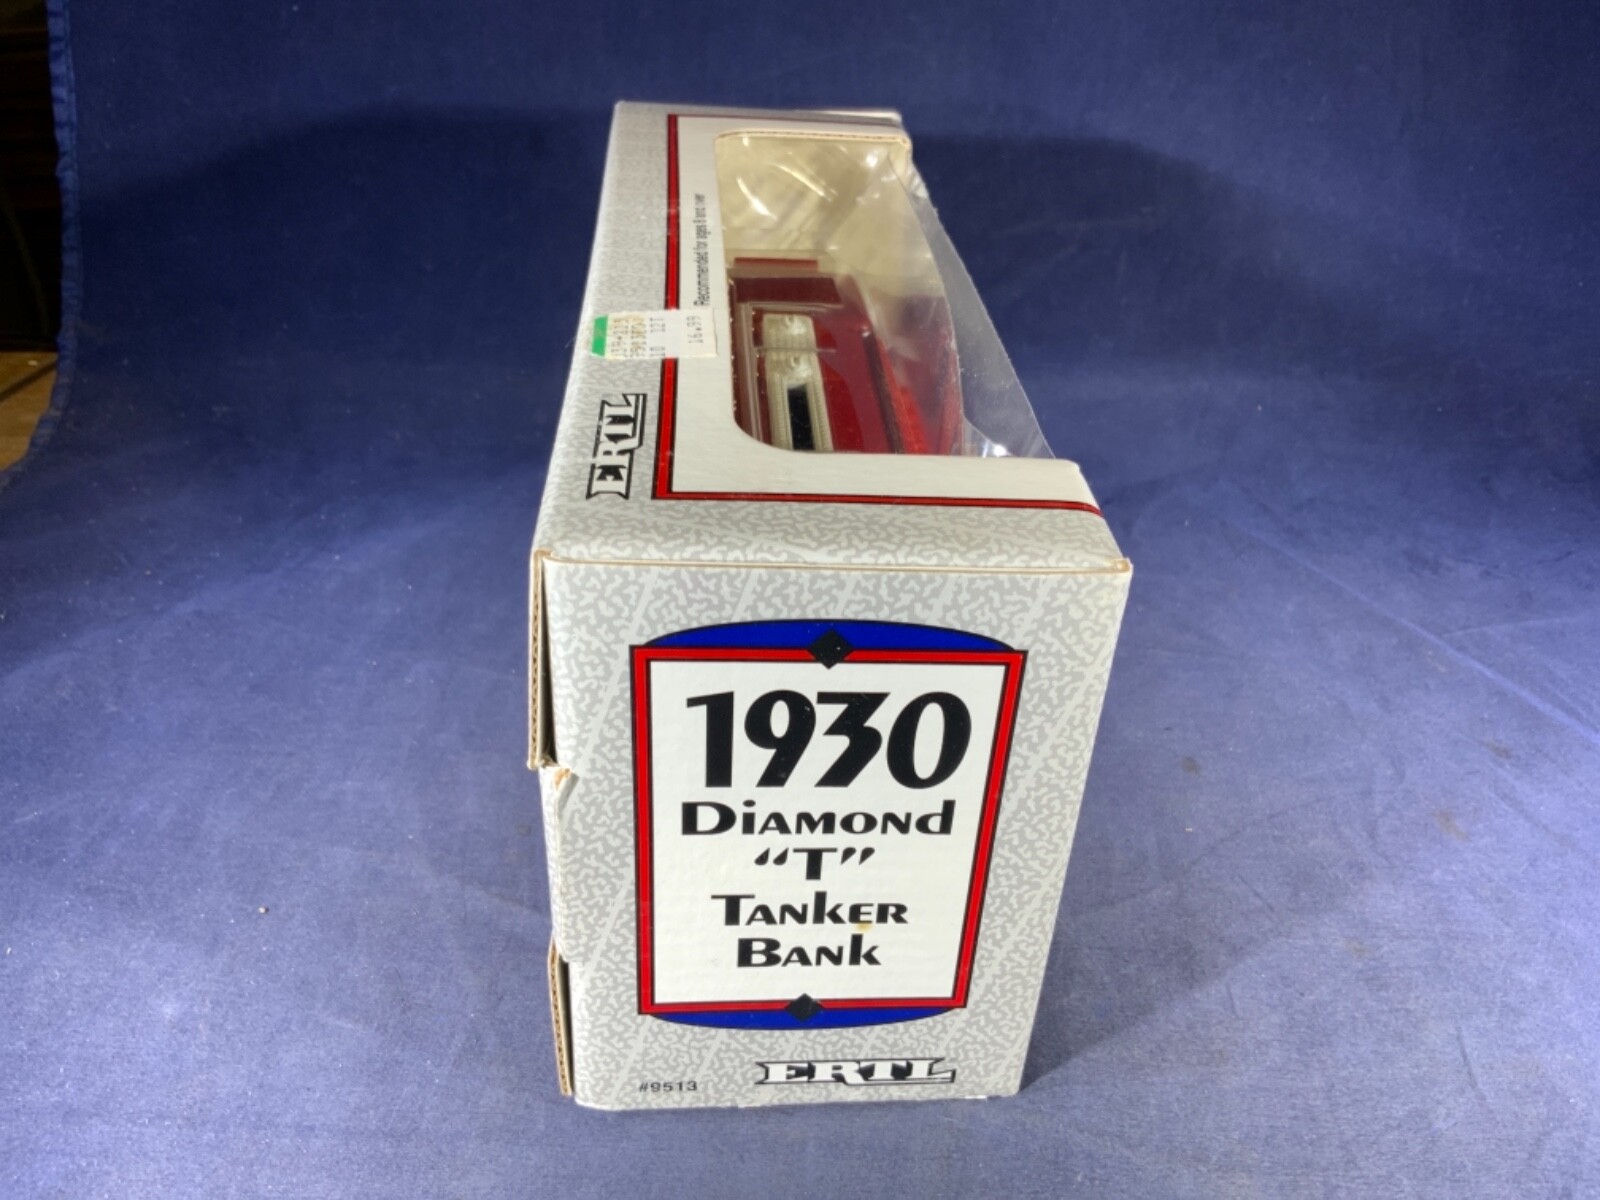 Recommended for ages 8 and over
16.99
ERTL
1930
Diamond
“T”
Tanker
Bank
#9513
ERTL